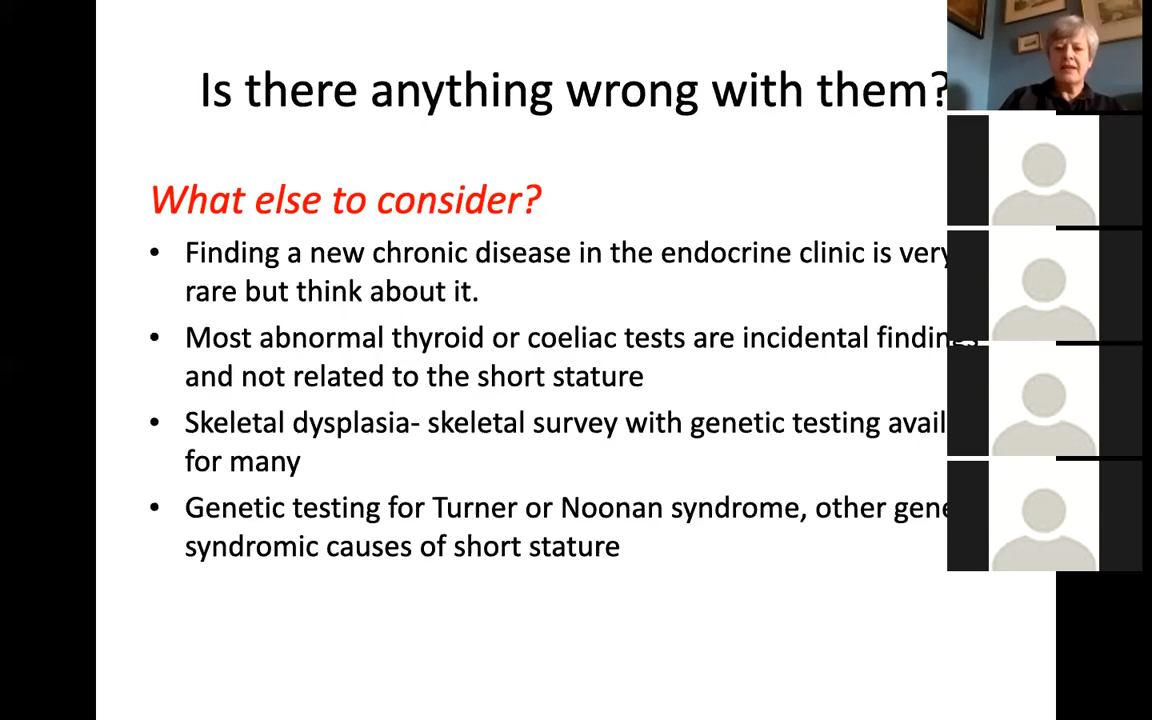 Is there anything wrong with them?
What else to consider?
• Finding a new chronic disease in the endocrine clinic is very
rare but think about it.
• Most abnormal thyroid or coeliac tests are incidental findings
and not related to the short stature
• Skeletal dysplasia- skeletal survey with genetic testing
for many
• Genetic testing for Turner or Noonan syndrome, other
syndromic causes of short stature